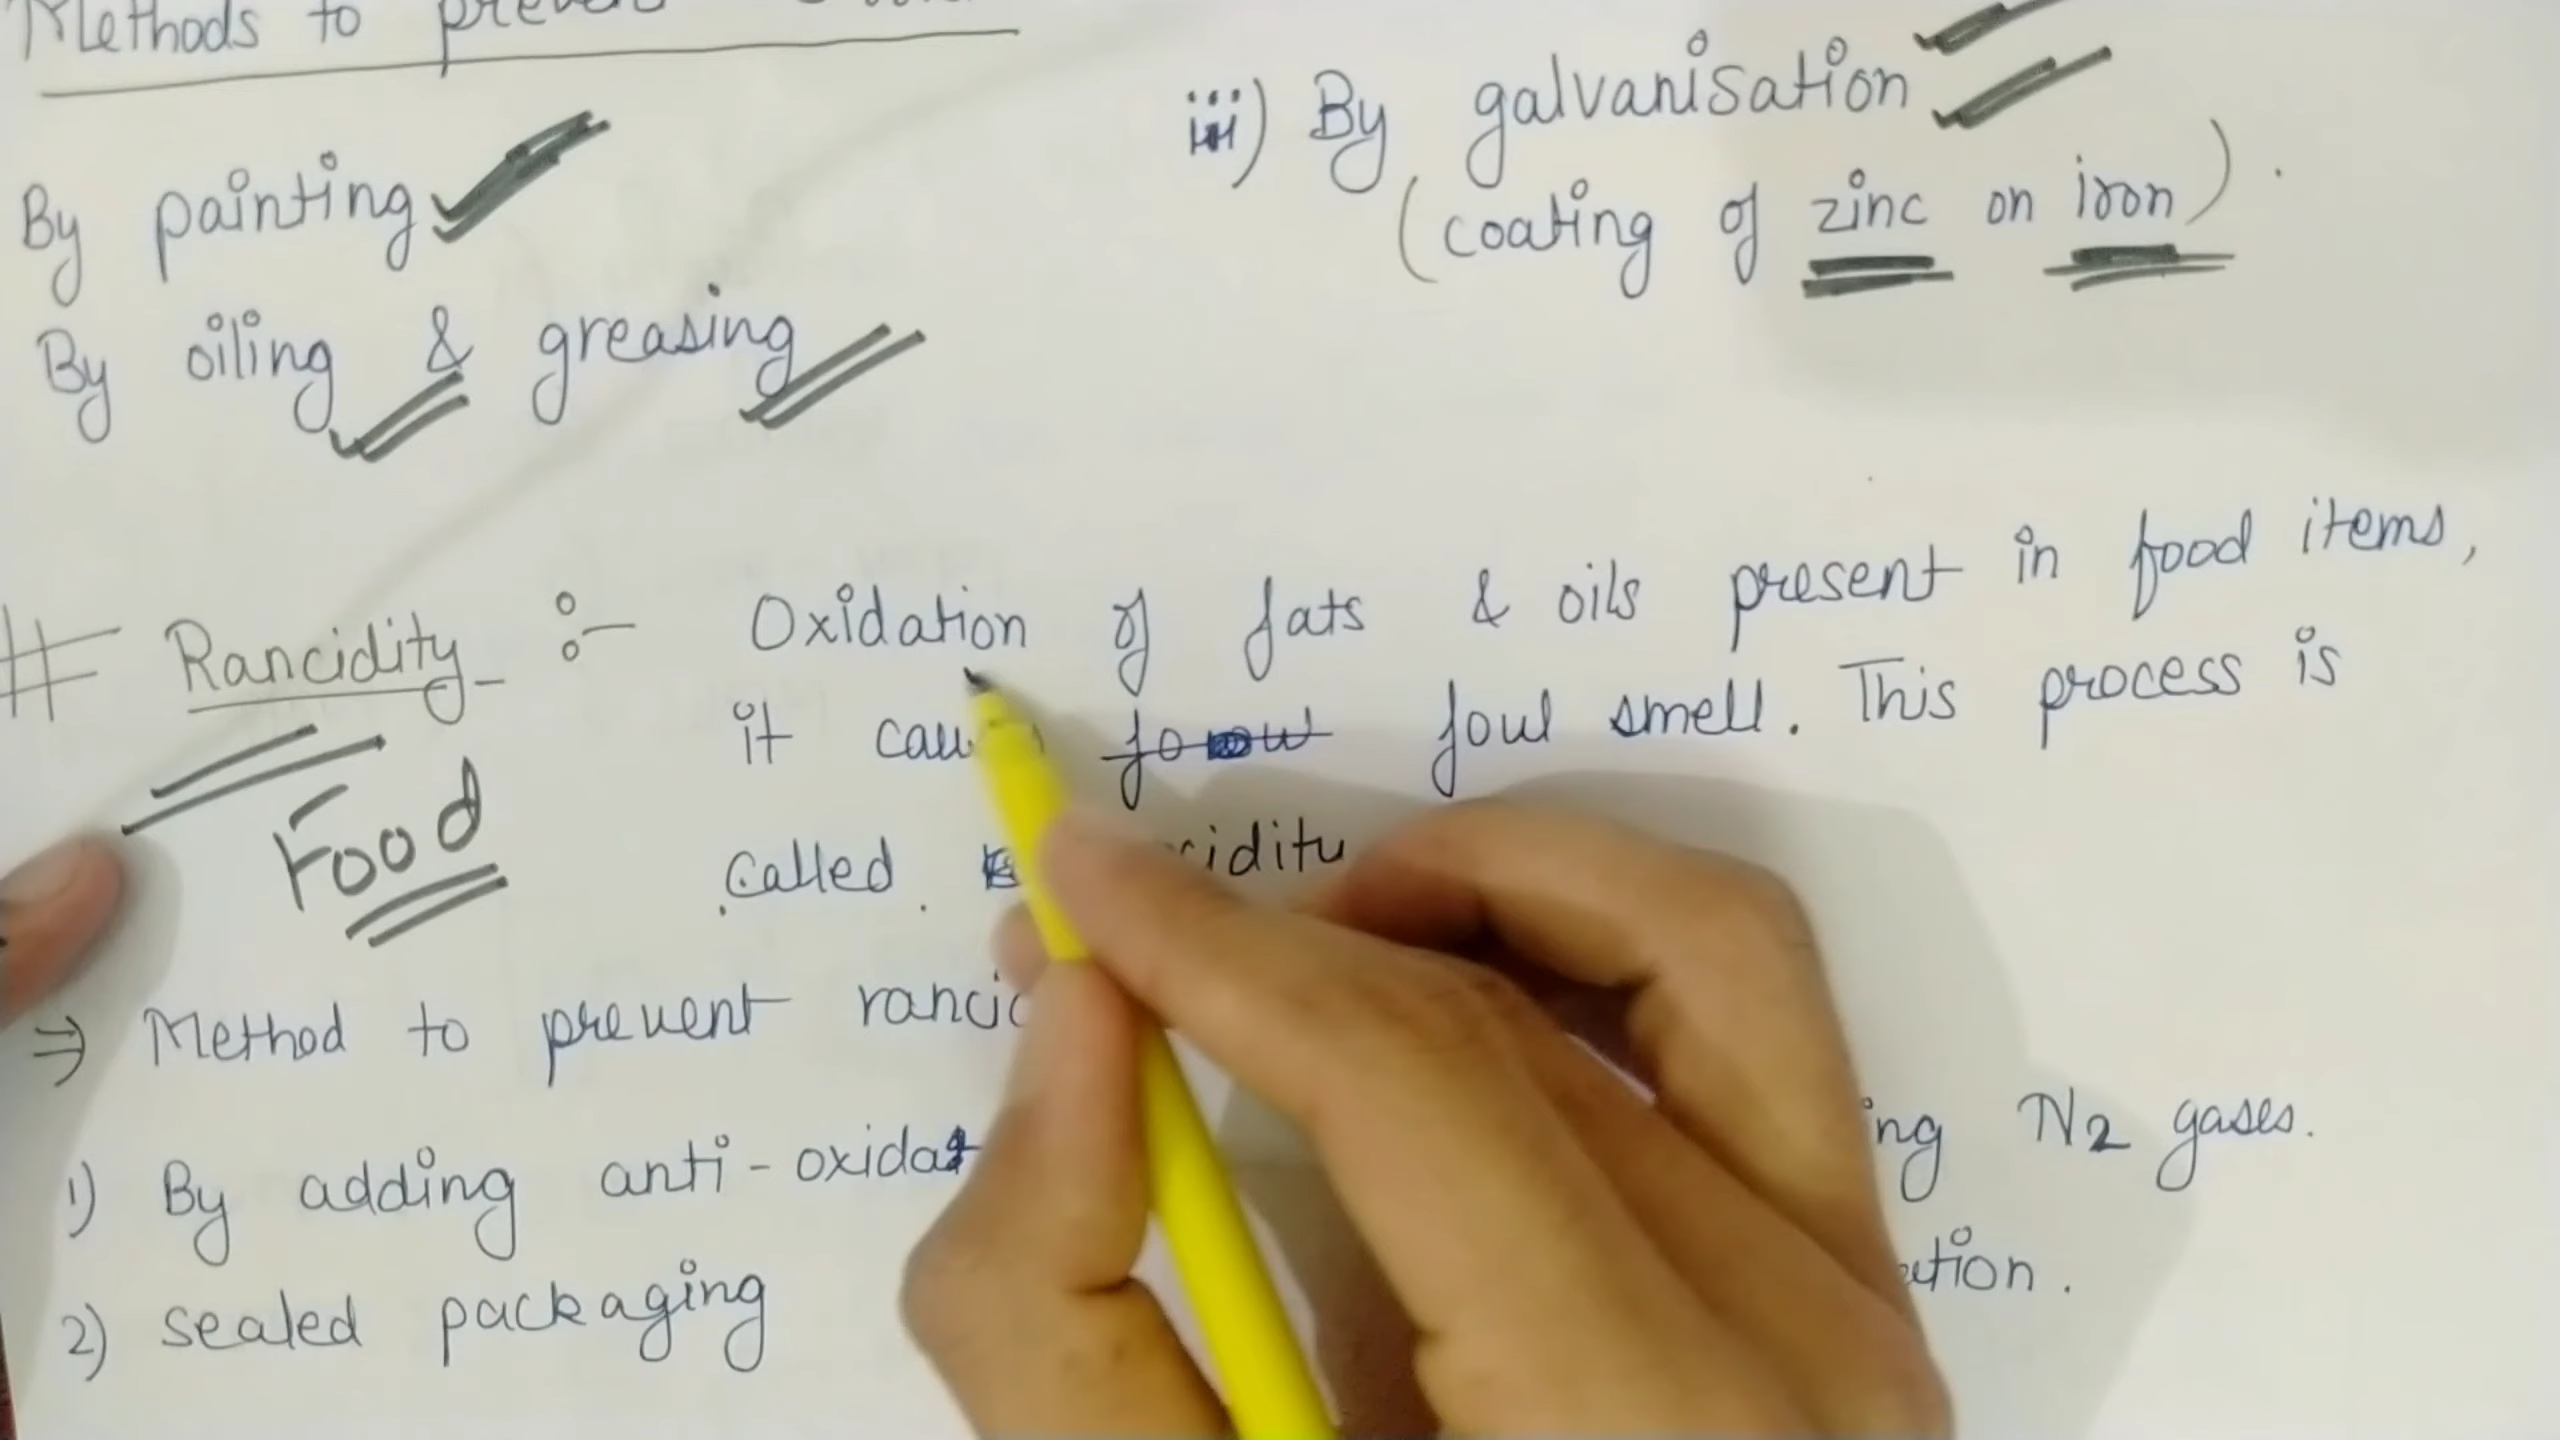 Methods to prevent
By painting
By oiling & greasing
iii) By galvanisation
(coating of zinc on iron).
# Rancidity :- Oxidation of fats & oils present in food items,
it foul smell. This process is
Food
called
⇒ Method to prevent
1) By adding anti-oxidat
2) sealed packaging
N2 gases.